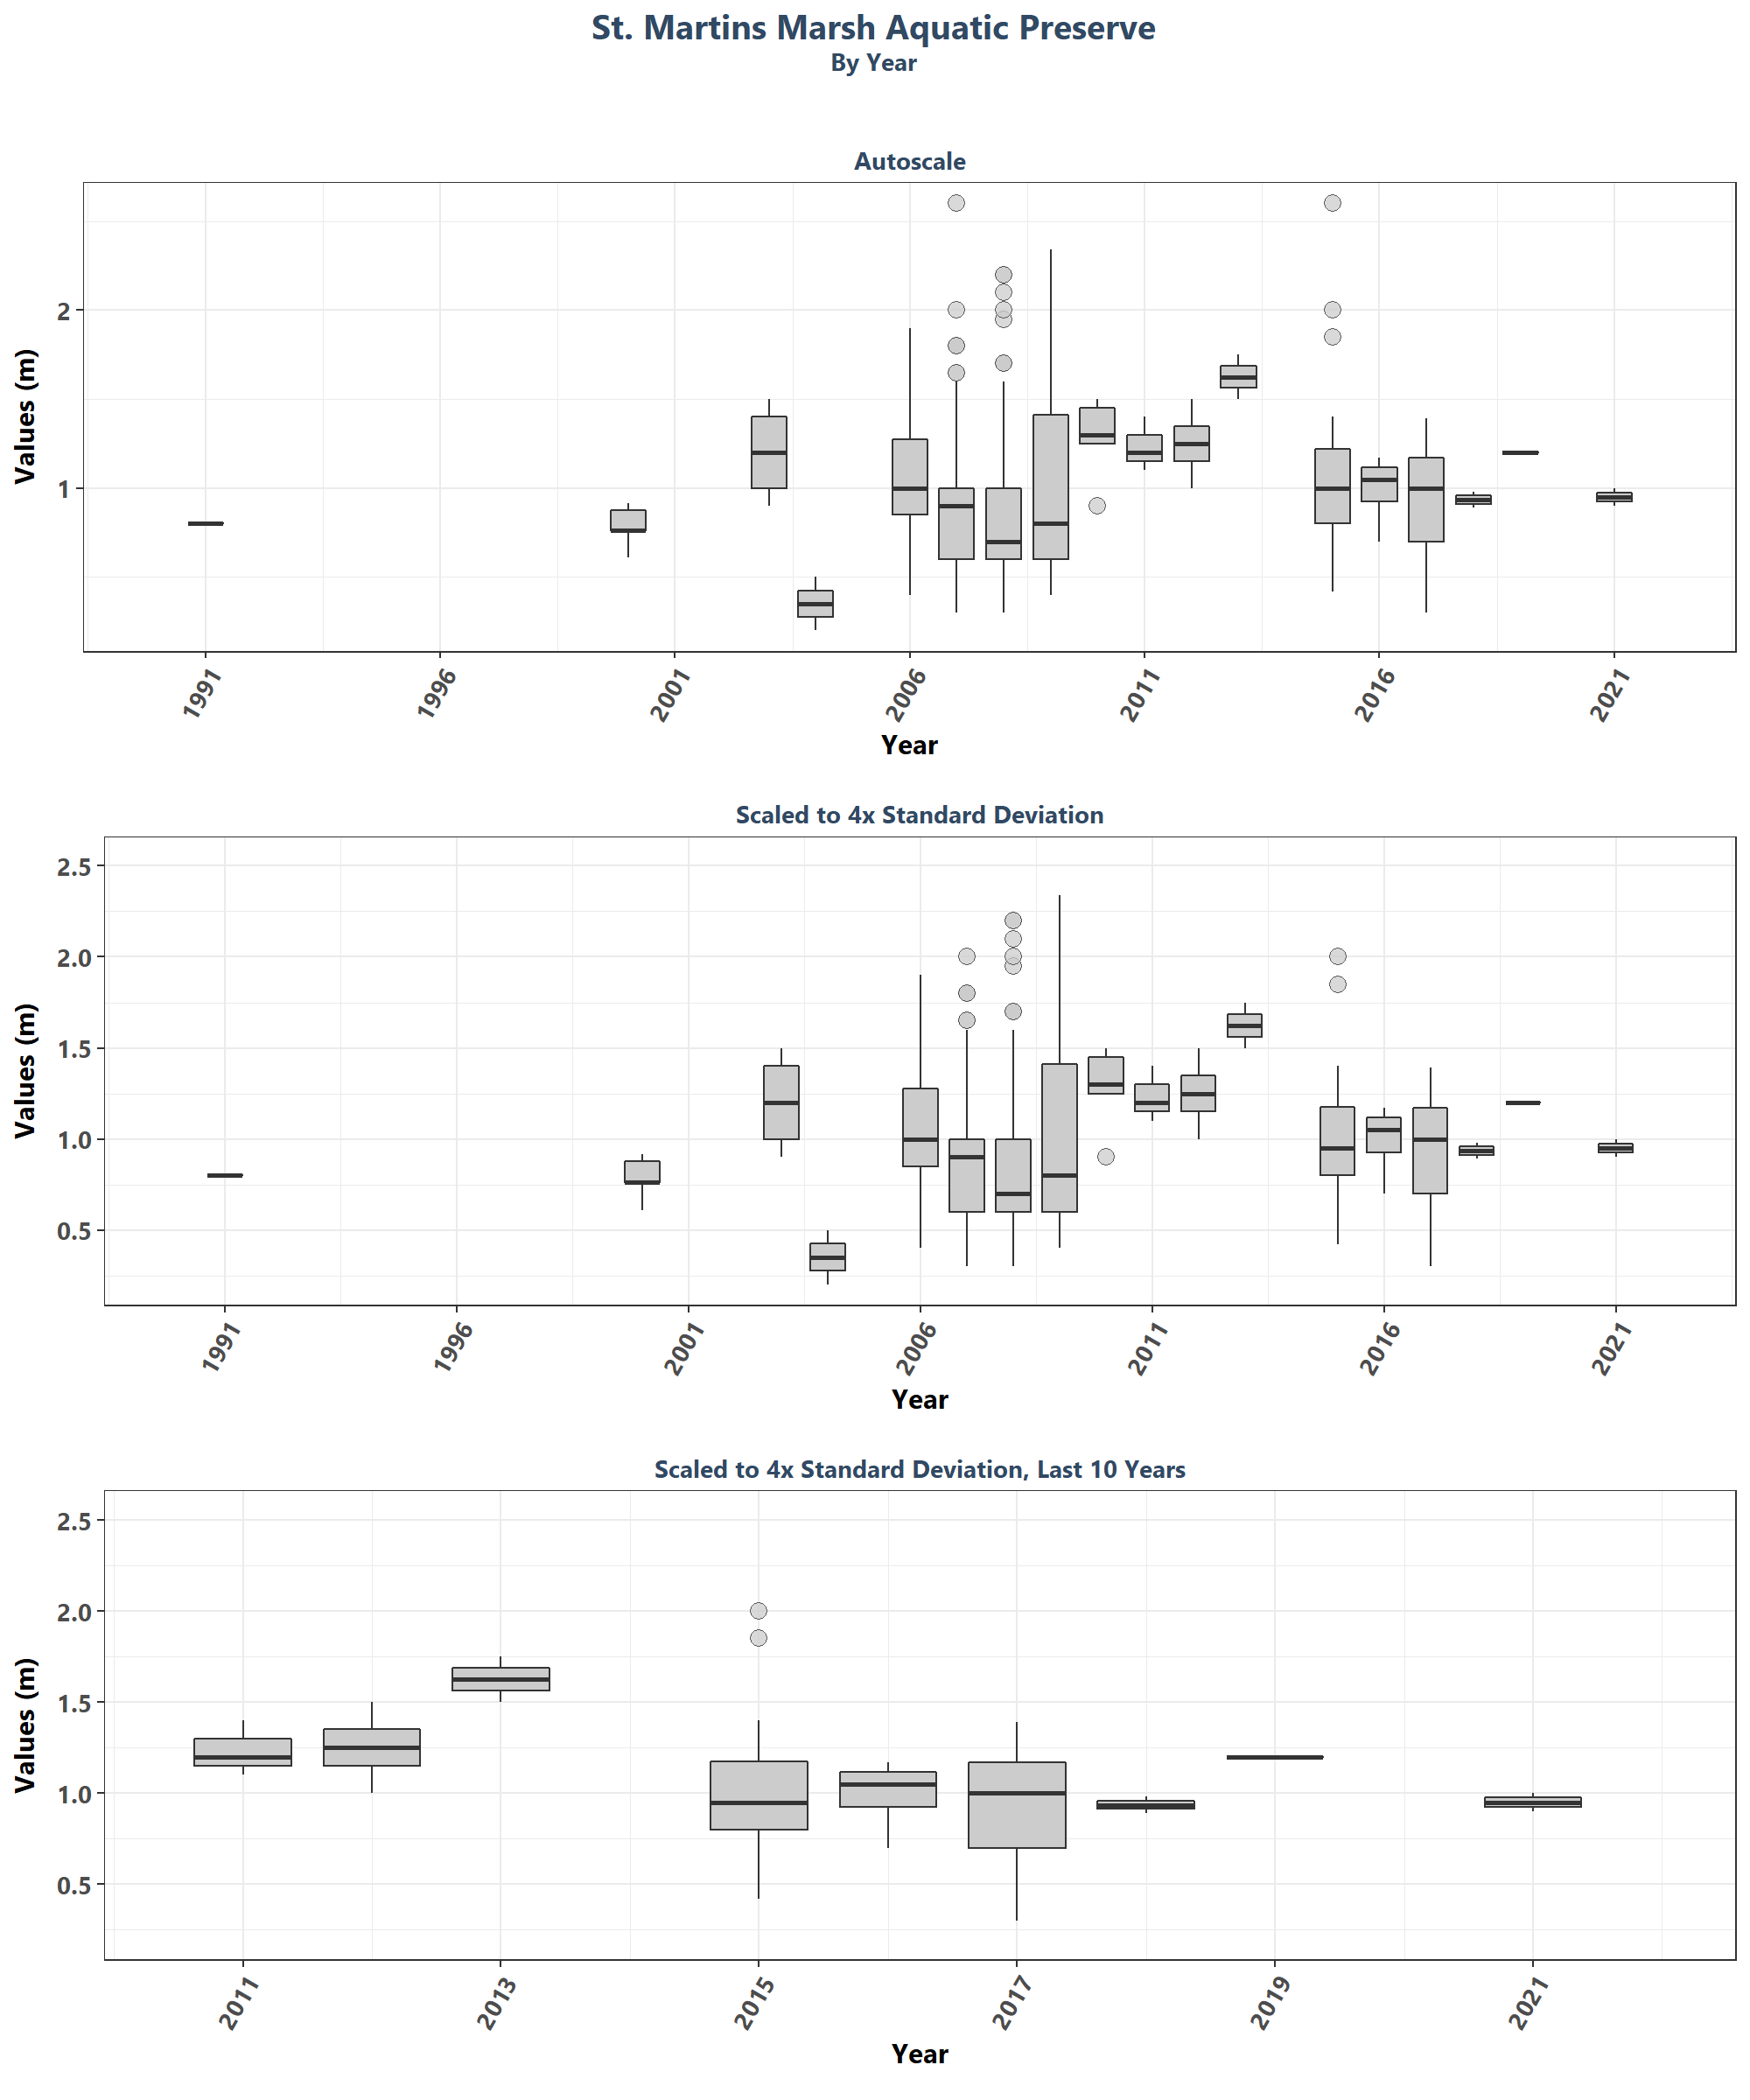 St. Martins Marsh Aquatic Preserve
By Year
Autoscale
Values (m)
2
1
1991
1996
2001
2006
2011
2016
2021
Year
Scaled to 4x Standard Deviation
Values (m)
2.5
2.0
1.5
1.0
0.5
1991
1996
2001
2006
2011
2016
2021
Year
Scaled to 4x Standard Deviation, Last 10 Years
Values (m)
2.5
2.0
1.5
1.0
0.5
2011
2013
2015
2017
2019
2021
Year